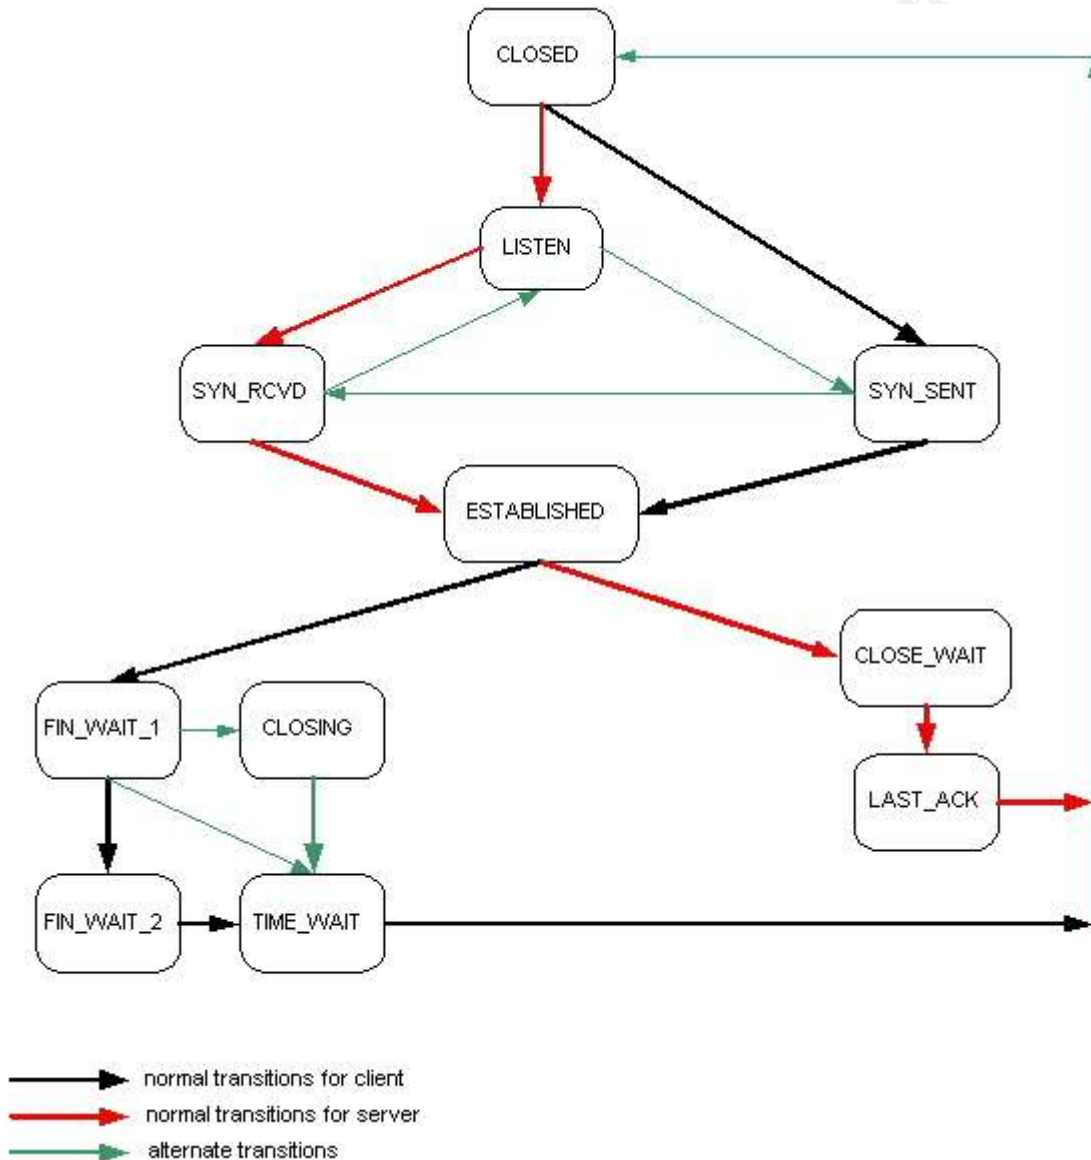 CLOSED
LISTEN
SYN_RCVD
SYN_SENT
ESTABLISHED
CLOSE_WAIT
FIN_WAIT_1
CLOSING
LAST_ACK
FIN_WAIT_2
TIME_WAIT
normal transitions for client
normal transitions for server
alternate transitions